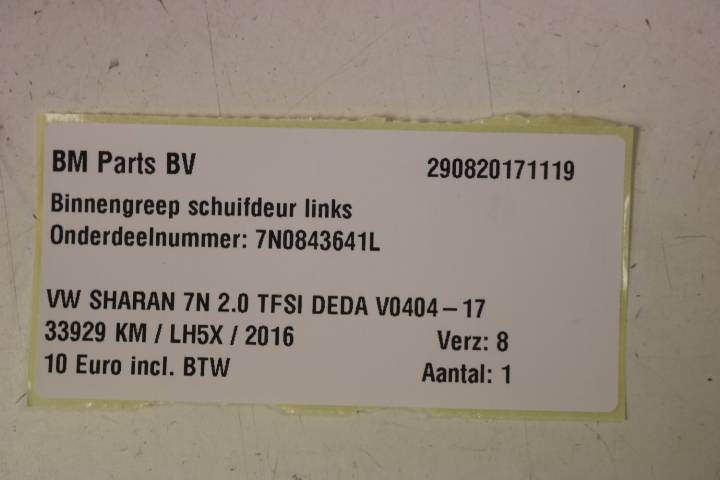 BM Parts BV 290820171119
Binnengreep schuifdeur links
Onderdeelnummer: 7N0843641L
VW SHARAN 7N 2.0 TFSI DEDA V0404-17
33929 KM / LH5X / 2016 Verz: 8
10 Euro incl. BTW Aantal: 1